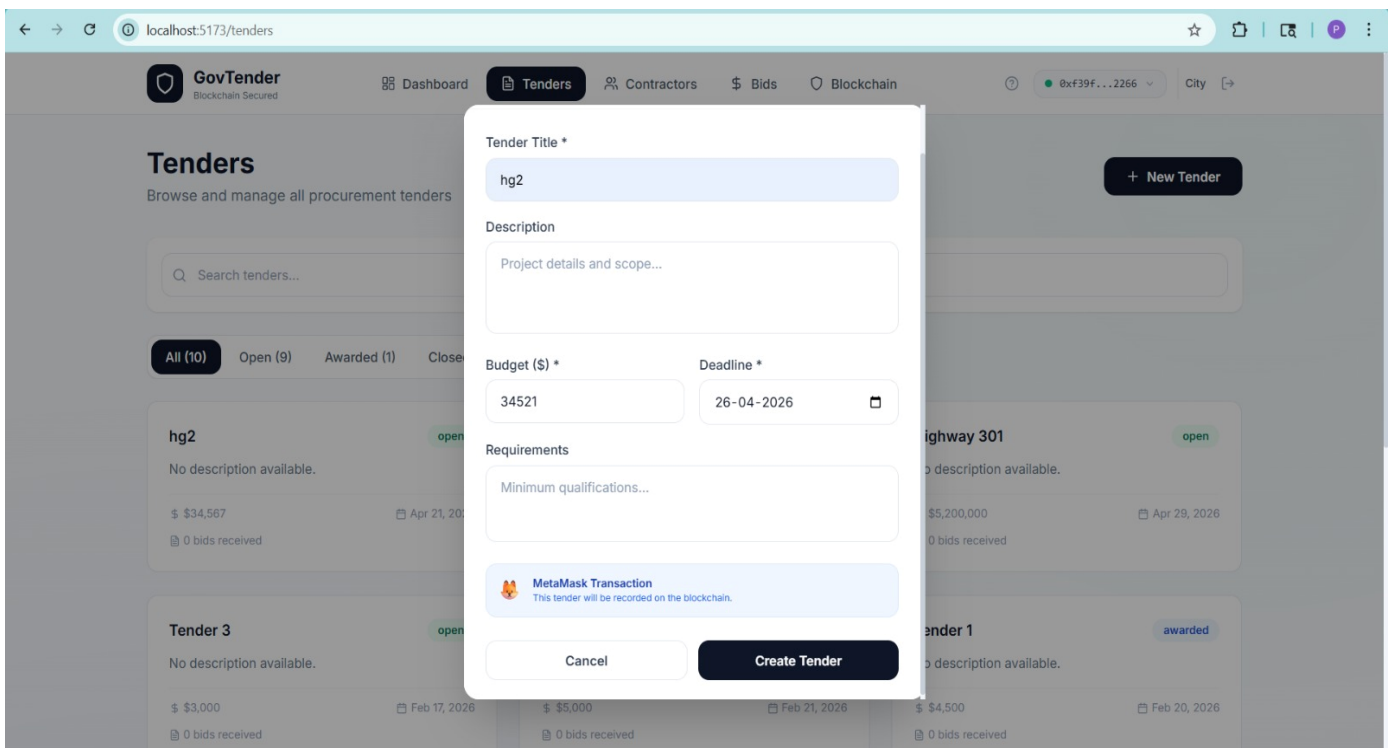 localhost:5173/tenders
P
GovTender
Blockchain Secured
Dashboard
Tenders
Contractors
$ Bids
Blockchain
0xf39f...2266
City
Tenders
Browse and manage all procurement tenders
+ New Tender
Search tenders...
All (10)
Open (9)
Awarded (1)
Tender Title *
hg2
Description
Project details and scope...
Budget ($) *
Deadline *
34521
26-04-2026
Requirements
Minimum qualifications...
MetaMask Transaction
This tender will be recorded on the blockchain.
Cancel
Create Tender
hg2
open
No description available.
$ $34,567
Apr 21, 20
0 bids received
301
open
description available.
$5,200,000
Apr 29, 2026
0 bids received
Tender 3
open
No description available.
$ $3,000
Feb 17, 2026
0 bids received
$ $5,000
Feb 21, 2026
0 bids received
1
awarded
description available.
$ $4,500
Feb 20, 2026
0 bids received